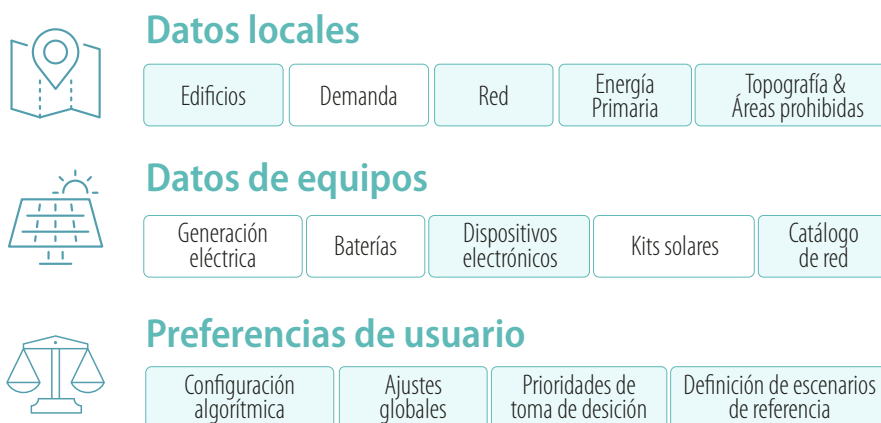 Datos locales
Edificios
Demanda
Red
Energía
Primaria
Topografía &
Áreas prohibidas
Datos de equipos
Generación
eléctrica
Baterías
Dispositivos
electrónicos
Kits solares
Catálogo
de red
Preferencias de usuario
Configuración
algorítmica
Ajustes
globales
Prioridades de
toma de desición
Definición de escenarios
de referencia